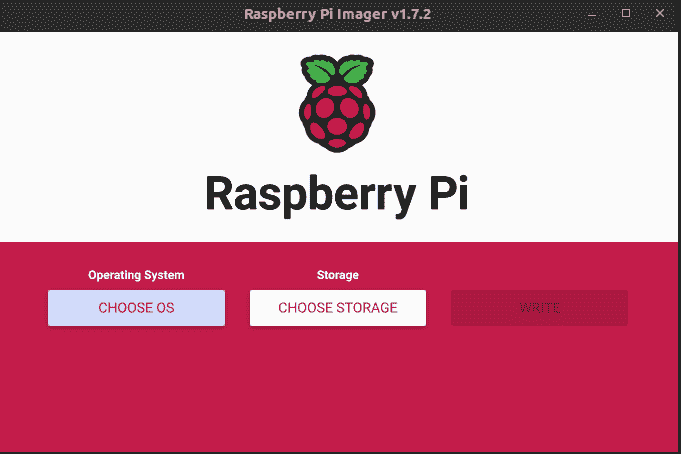 Raspberry Pi Imager v1.7.2
Raspberry Pi
Operating System
Storage
CHOOSE OS
CHOOSE STORAGE
WRITE